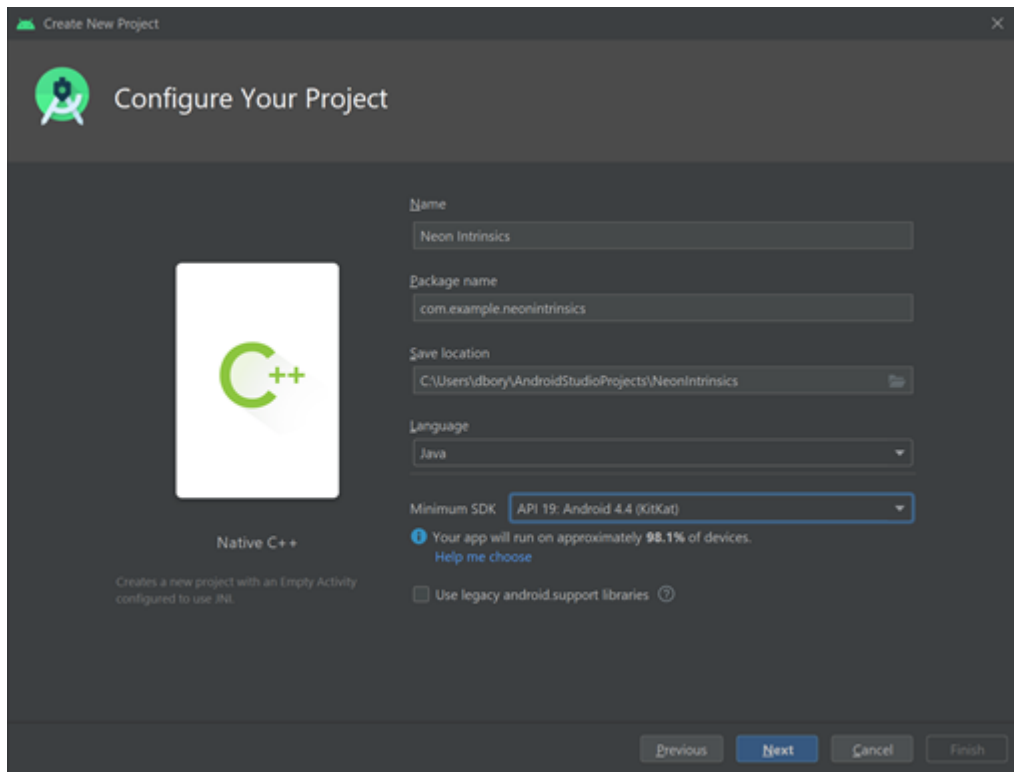 Create New Project
Configure Your Project
Name
Neon Intrinsics
Package name
com.example.neonintrinsics
Save location
C:\Users\dbory\AndroidStudioProjects\NeonIntrinsics
Language
Java
Minimum SDK
API 19: Android 4.4 (KitKat)
Your app will run on approximately 98.1% of devices.
Help me choose
Use legacy android.support libraries
C++
Native C++
Creates a new project with an Empty Activity
configured to use JNI.
Previous
Next
Cancel
Finish